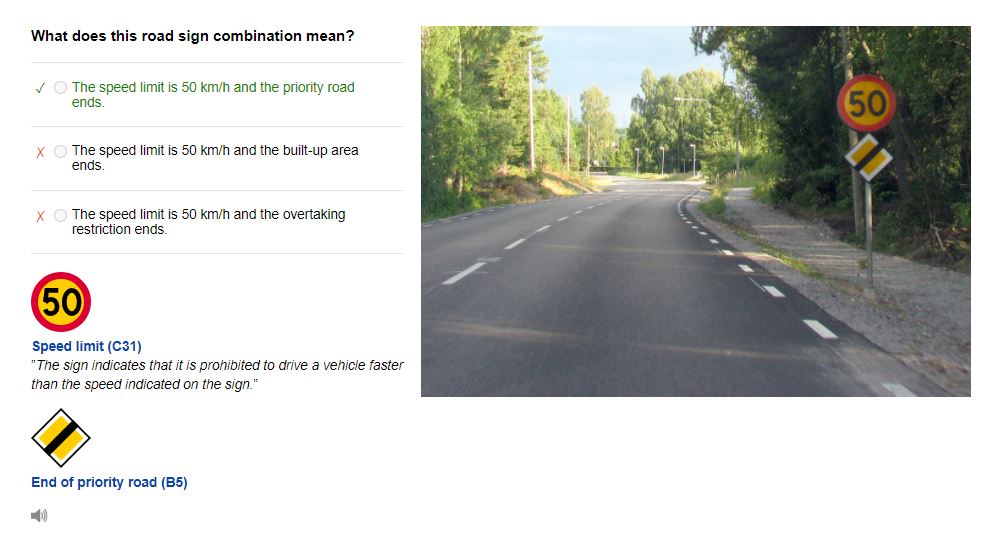 What does this road sign combination mean?
✓ The speed limit is 50 km/h and the priority road
ends.
X The speed limit is 50 km/h and the built-up area
ends.
X The speed limit is 50 km/h and the overtaking
restriction ends.
50
Speed limit (C31)
"The sign indicates that it is prohibited to drive a vehicle faster
than the speed indicated on the sign."
End of priority road (B5)
50